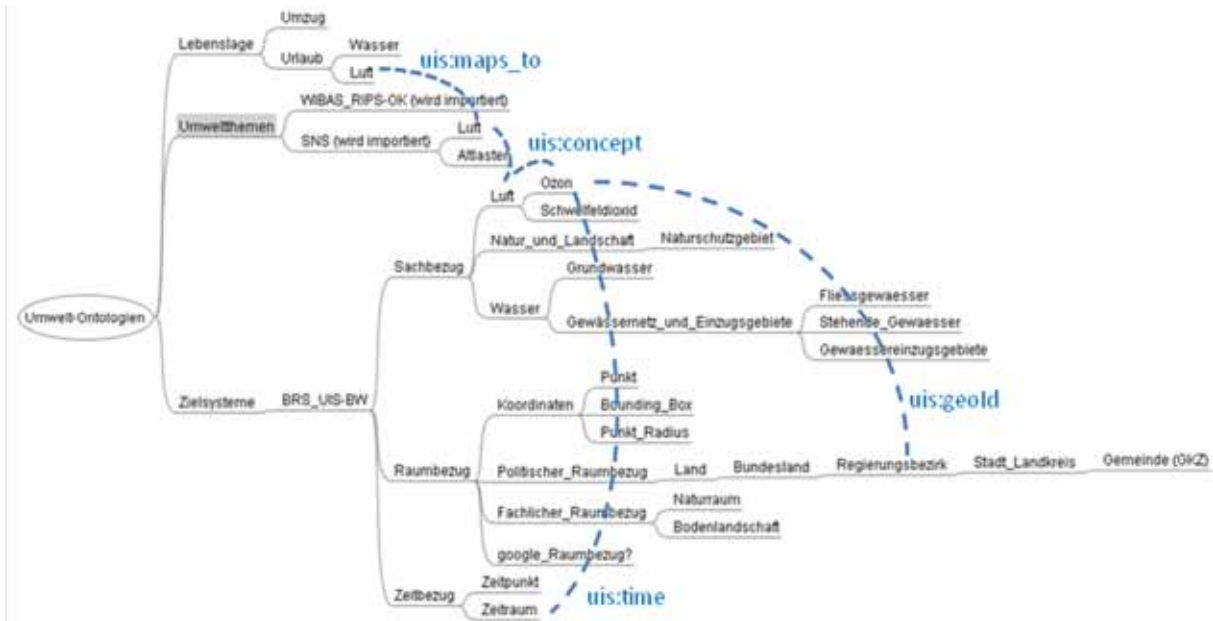 Umzug
Lebenslage
Wasser
Urlaub
uis:maps_to
Luft
WIBAS_RIPS-OK (wird importiert)
Umweltthemen
Luft
SNS (wird importiert)
uis:concept
Altlasten
Ozon
Luft
Schwefeldioxid
Natur_und_Landschaft
Naturschutzgebiet
Sachbezug
Grundwasser
Fliessgewaesser
Wasser
Umwelt-Ontologien
Gewässernetz_und_Einzugsgebiete
Stehende_Gewaesser
Gewaessereinzugsgebiete
Punkt
Zielsysteme
BRS_UIS-BW
Koordinaten
Bounding_Box
uis:geoId
Punkt_Radius
Raumbezug
Politischer_Raumbezug
Land
Bundesland
Regierungsbezirk
Stadt_Landkreis
Gemeinde (GKZ)
Naturraum
Fachlicher_Raumbezug
Bodenlandschaft
google_Raumbezug?
Zeitpunkt
Zeitbezug
uis:time
Zeitraum